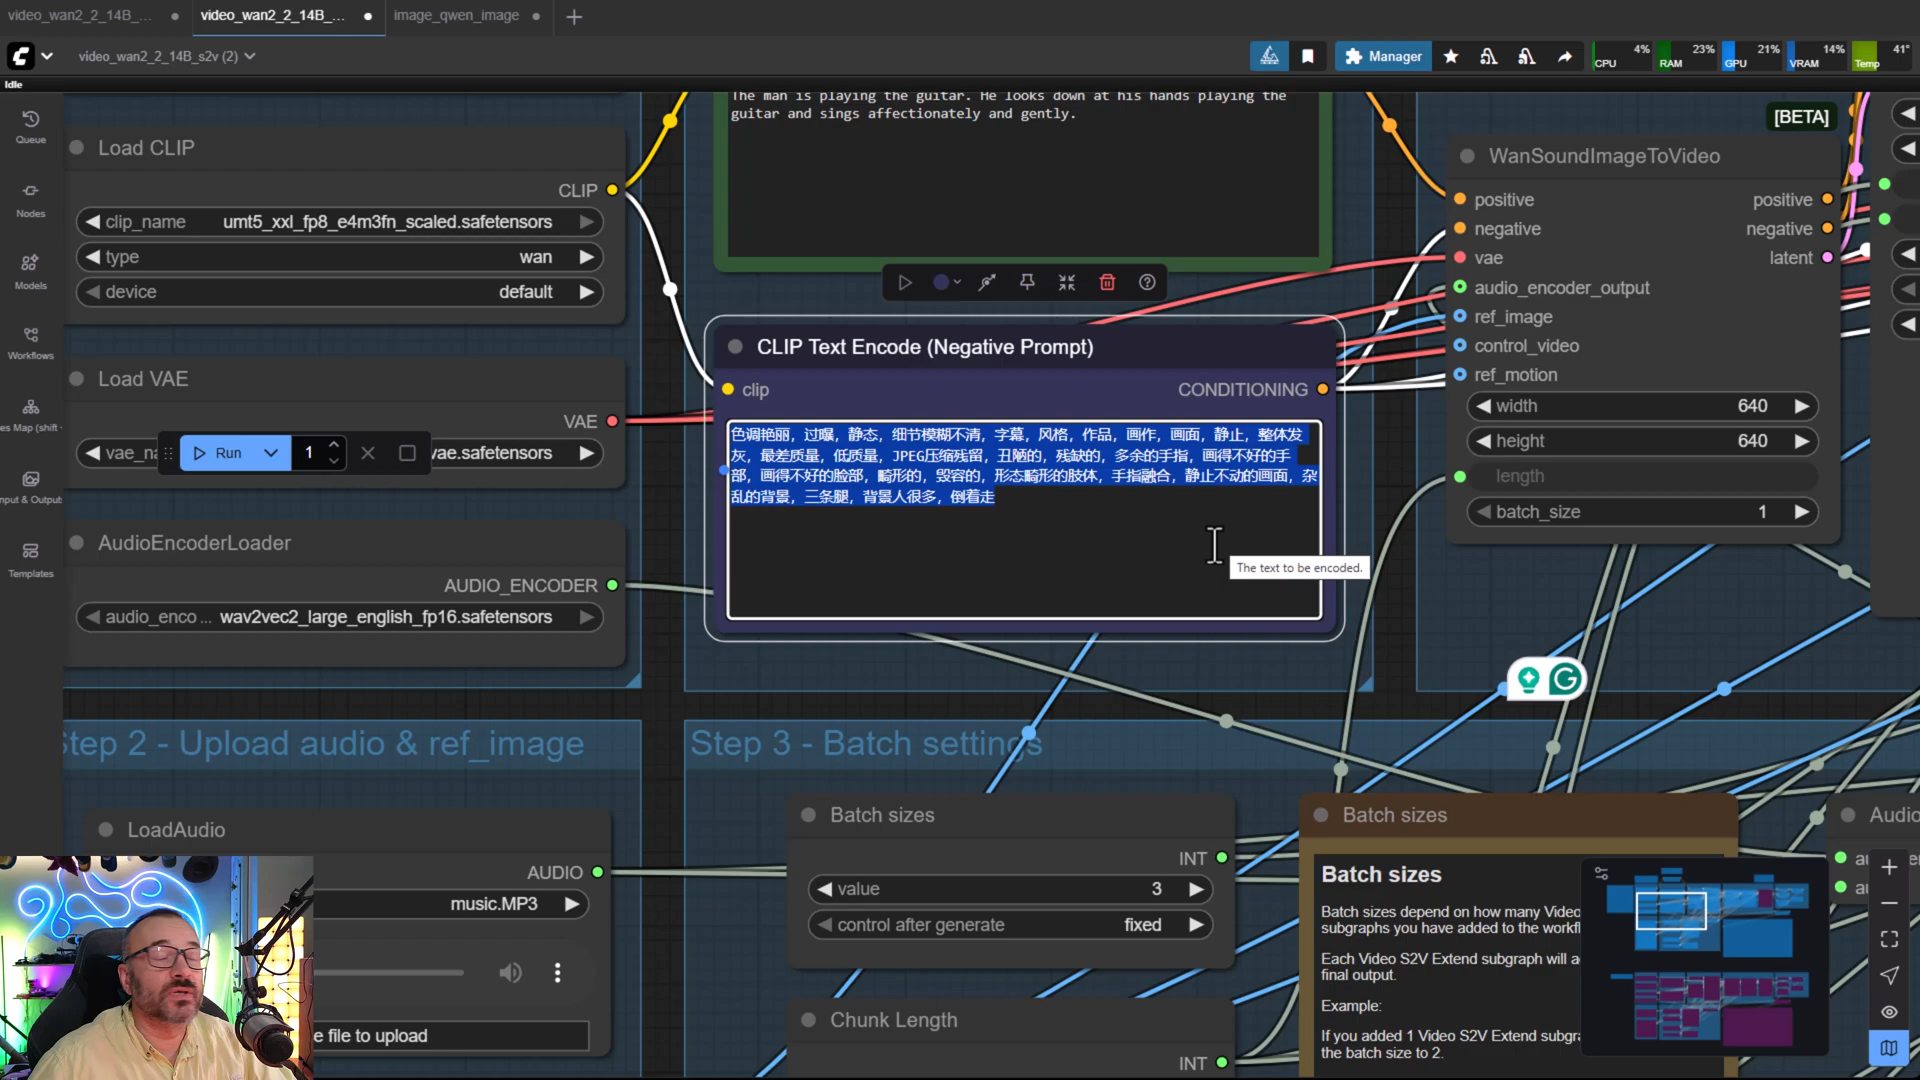 video_wan2_2_14B_...
video_wan2_2_14B_...
image_qwen_image
video_wan2_2_14B_s2v (2)
Manager
CPU
4%
RAM
23%
GPU
21%
VRAM
14%
Temp
41°
Idle
Queue
Nodes
Models
Workflows
es Map (shift
nput & Output
Templates
Load CLIP
CLIP
clip_name umt5_xxl_fp8_e4m3fn_scaled.safetensors
type wan
device default
Load VAE
VAE
vae_na
vae.safetensors
Run
1
AudioEncoderLoader
AUDIO_ENCODER
audio_enco ... wav2vec2_large_english_fp16.safetensors
The man is playing the guitar. He looks down at his hands playing the
guitar and sings affectionately and gently.
CLIP Text Encode (Negative Prompt)
clip
CONDITIONING
色调艳丽，过曝，静态，细节模糊不清，字幕，风格，作品，画作，画面，静止，整体发
灰，最差质量，低质量，JPEG压缩残留，丑陋的，残缺的，多余的手指，画得不好的手
部，画得不好的脸部，畸形的，毁容的，形态畸形的肢体，手指融合，静止不动的画面，杂
乱的背景，三条腿，背景人很多，倒着走
The text to be encoded.
[BETA]
WanSoundImageToVideo
positive
positive
negative
negative
vae
latent
audio_encoder_output
ref_image
control_video
ref_motion
width 640
height 640
length
batch_size 1
Step 2 - Upload audio & ref_image
LoadAudio
AUDIO
music.MP3
e file to upload
Step 3 - Batch settings
Batch sizes
INT
value 3
control after generate fixed
Chunk Length
INT
Batch sizes
Batch sizes
Batch sizes depend on how many Video
subgraphs you have added to the workfl
Each Video S2V Extend subgraph will a
final output.
Example:
If you added 1 Video S2V Extend subgra
the batch size to 2.
Audio
au
au